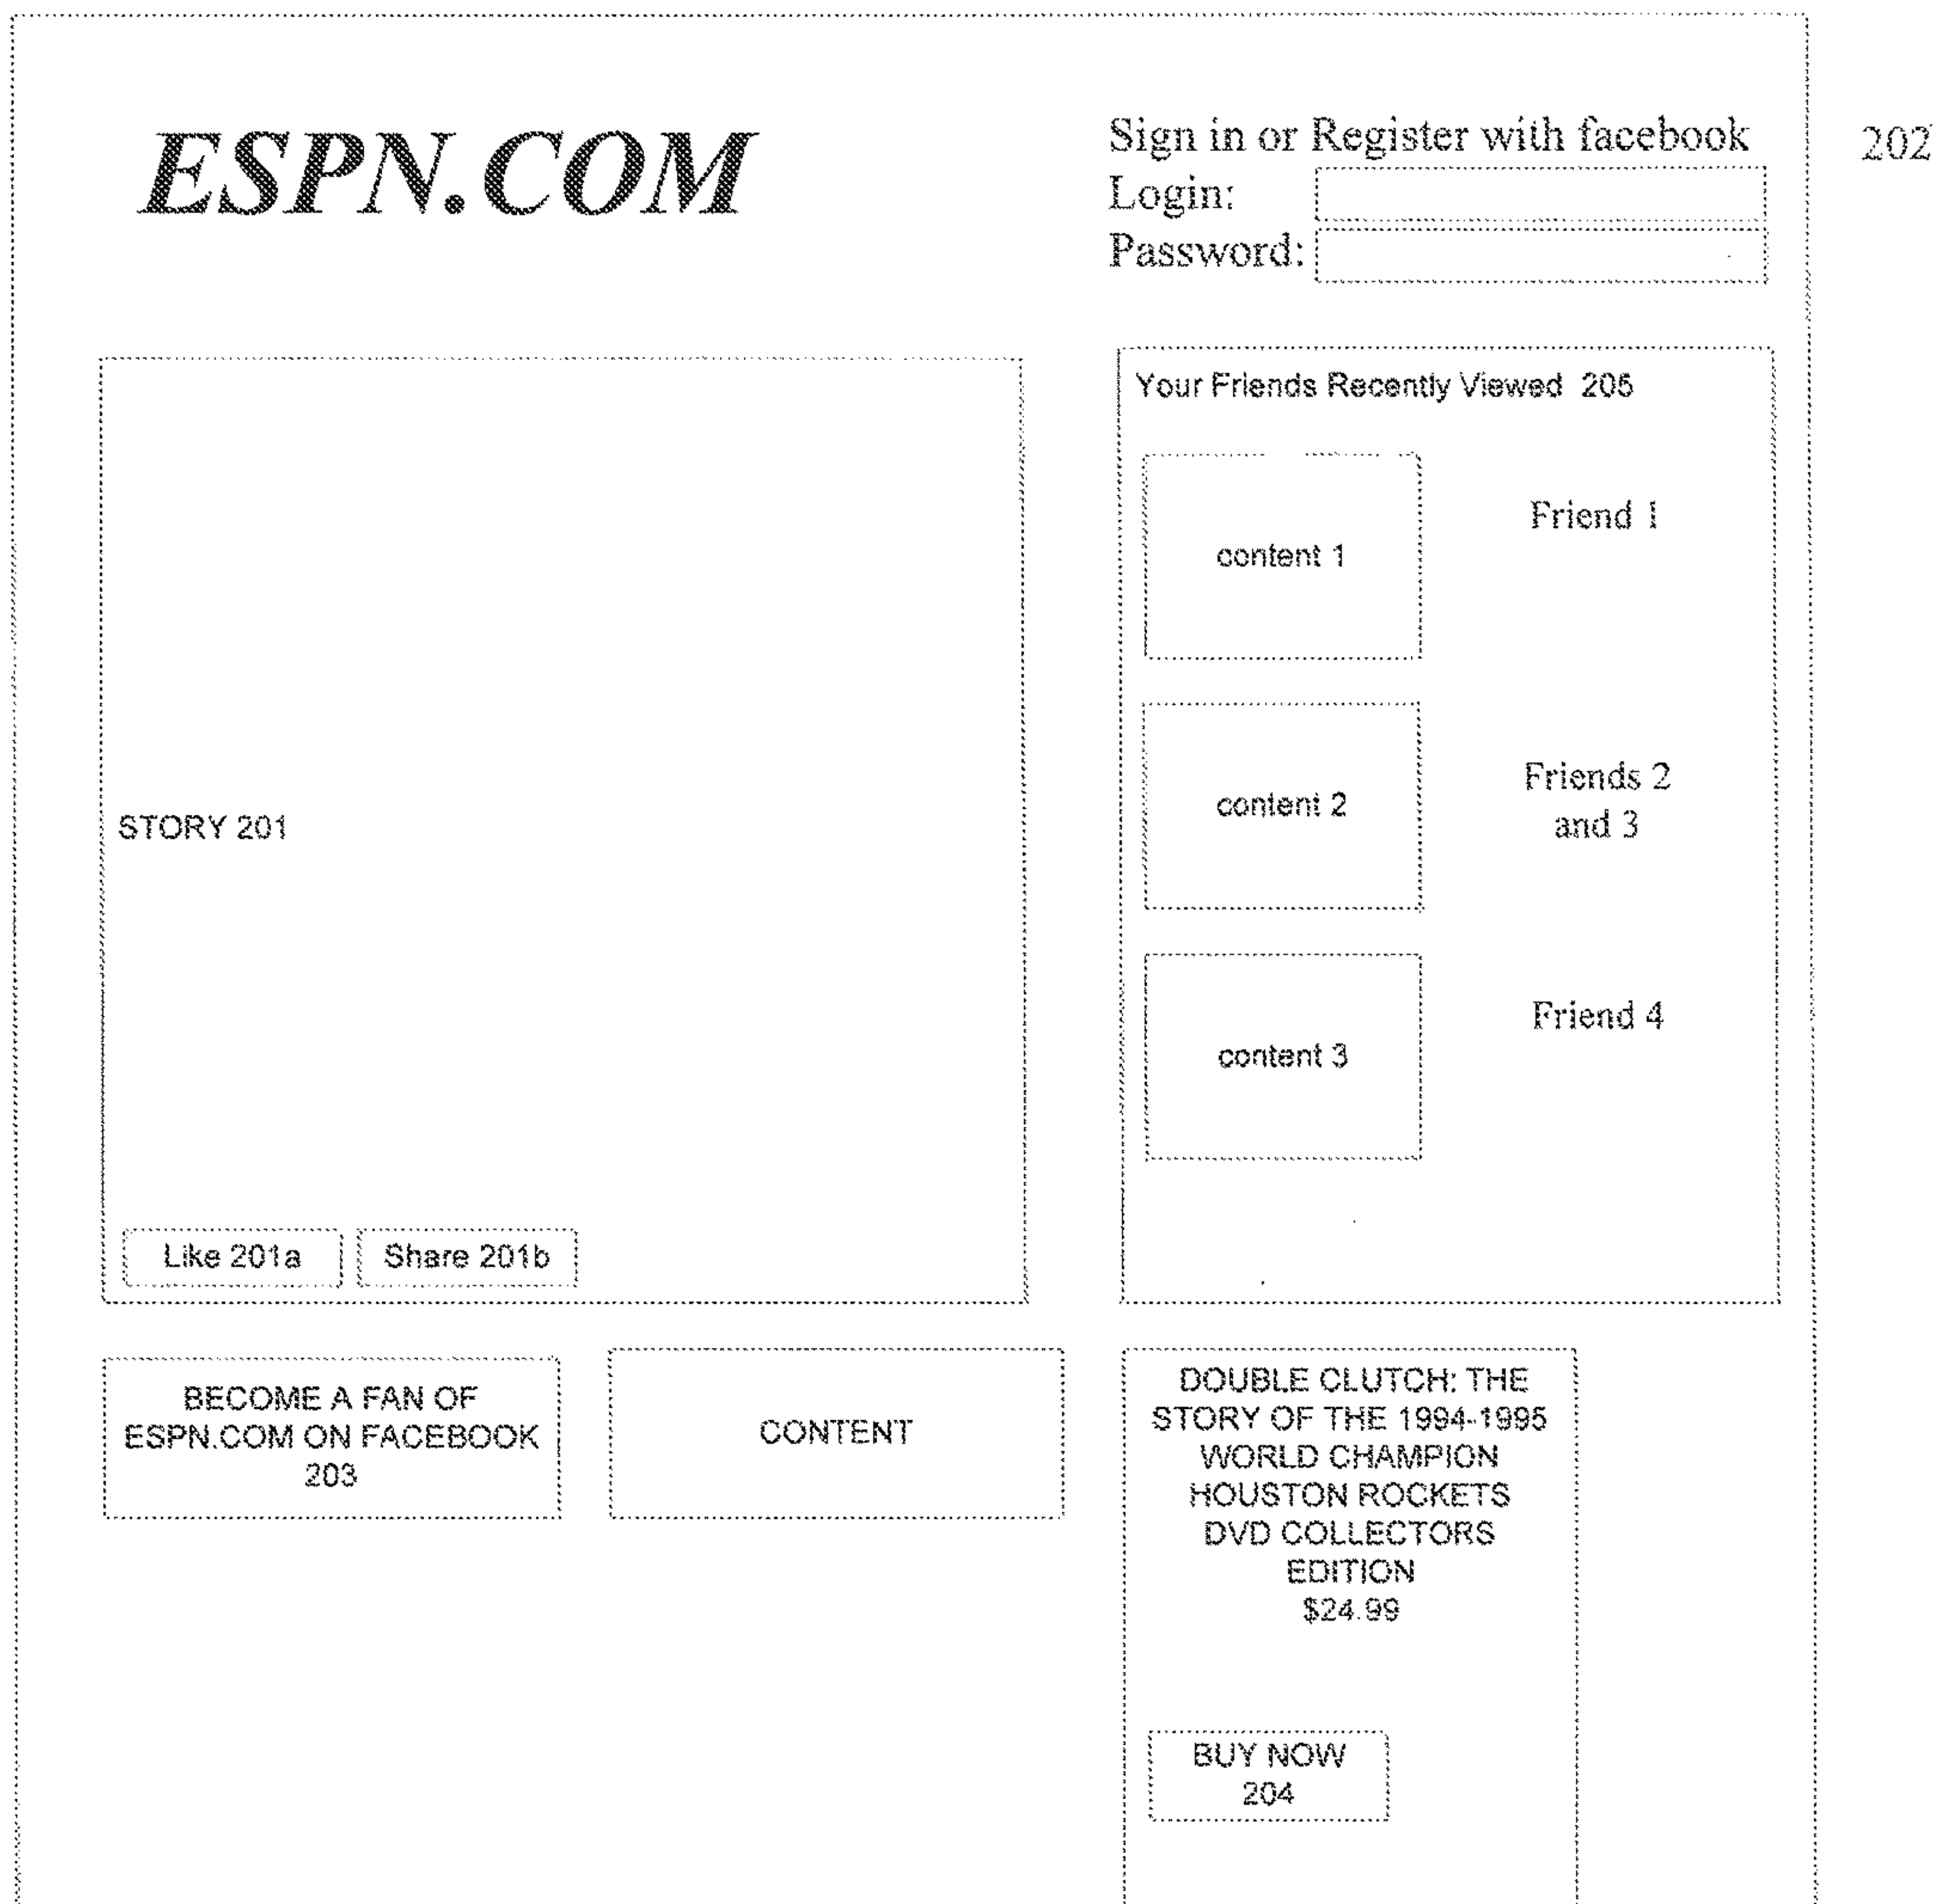 ESPN.COM
Sign in or Register with facebook 202
Login:
Password:
STORY 201
Like 201a Share 201b
Your Friends Recently Viewed 205
content 1
Friend 1
content 2
Friends 2
and 3
content 3
Friend 4
BECOME A FAN OF
ESPN.COM ON FACEBOOK
203
CONTENT
DOUBLE CLUTCH: THE
STORY OF THE 1994-1995
WORLD CHAMPION
HOUSTON ROCKETS
DVD COLLECTORS
EDITION
$24.99
BUY NOW
204